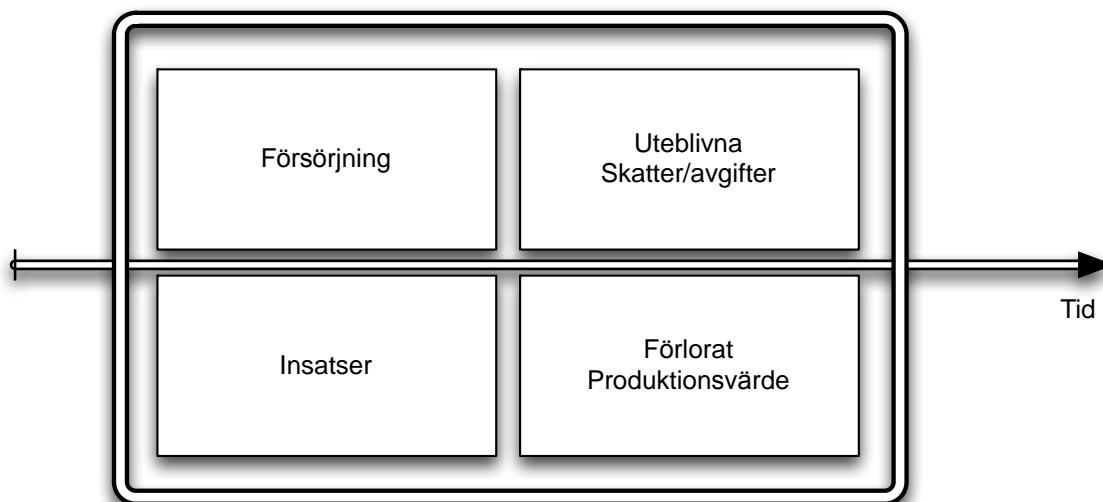 Försörjning
Uteblivna
Skatter/avgifter
Tid
Insatser
Förlorat
Produktionsvärde